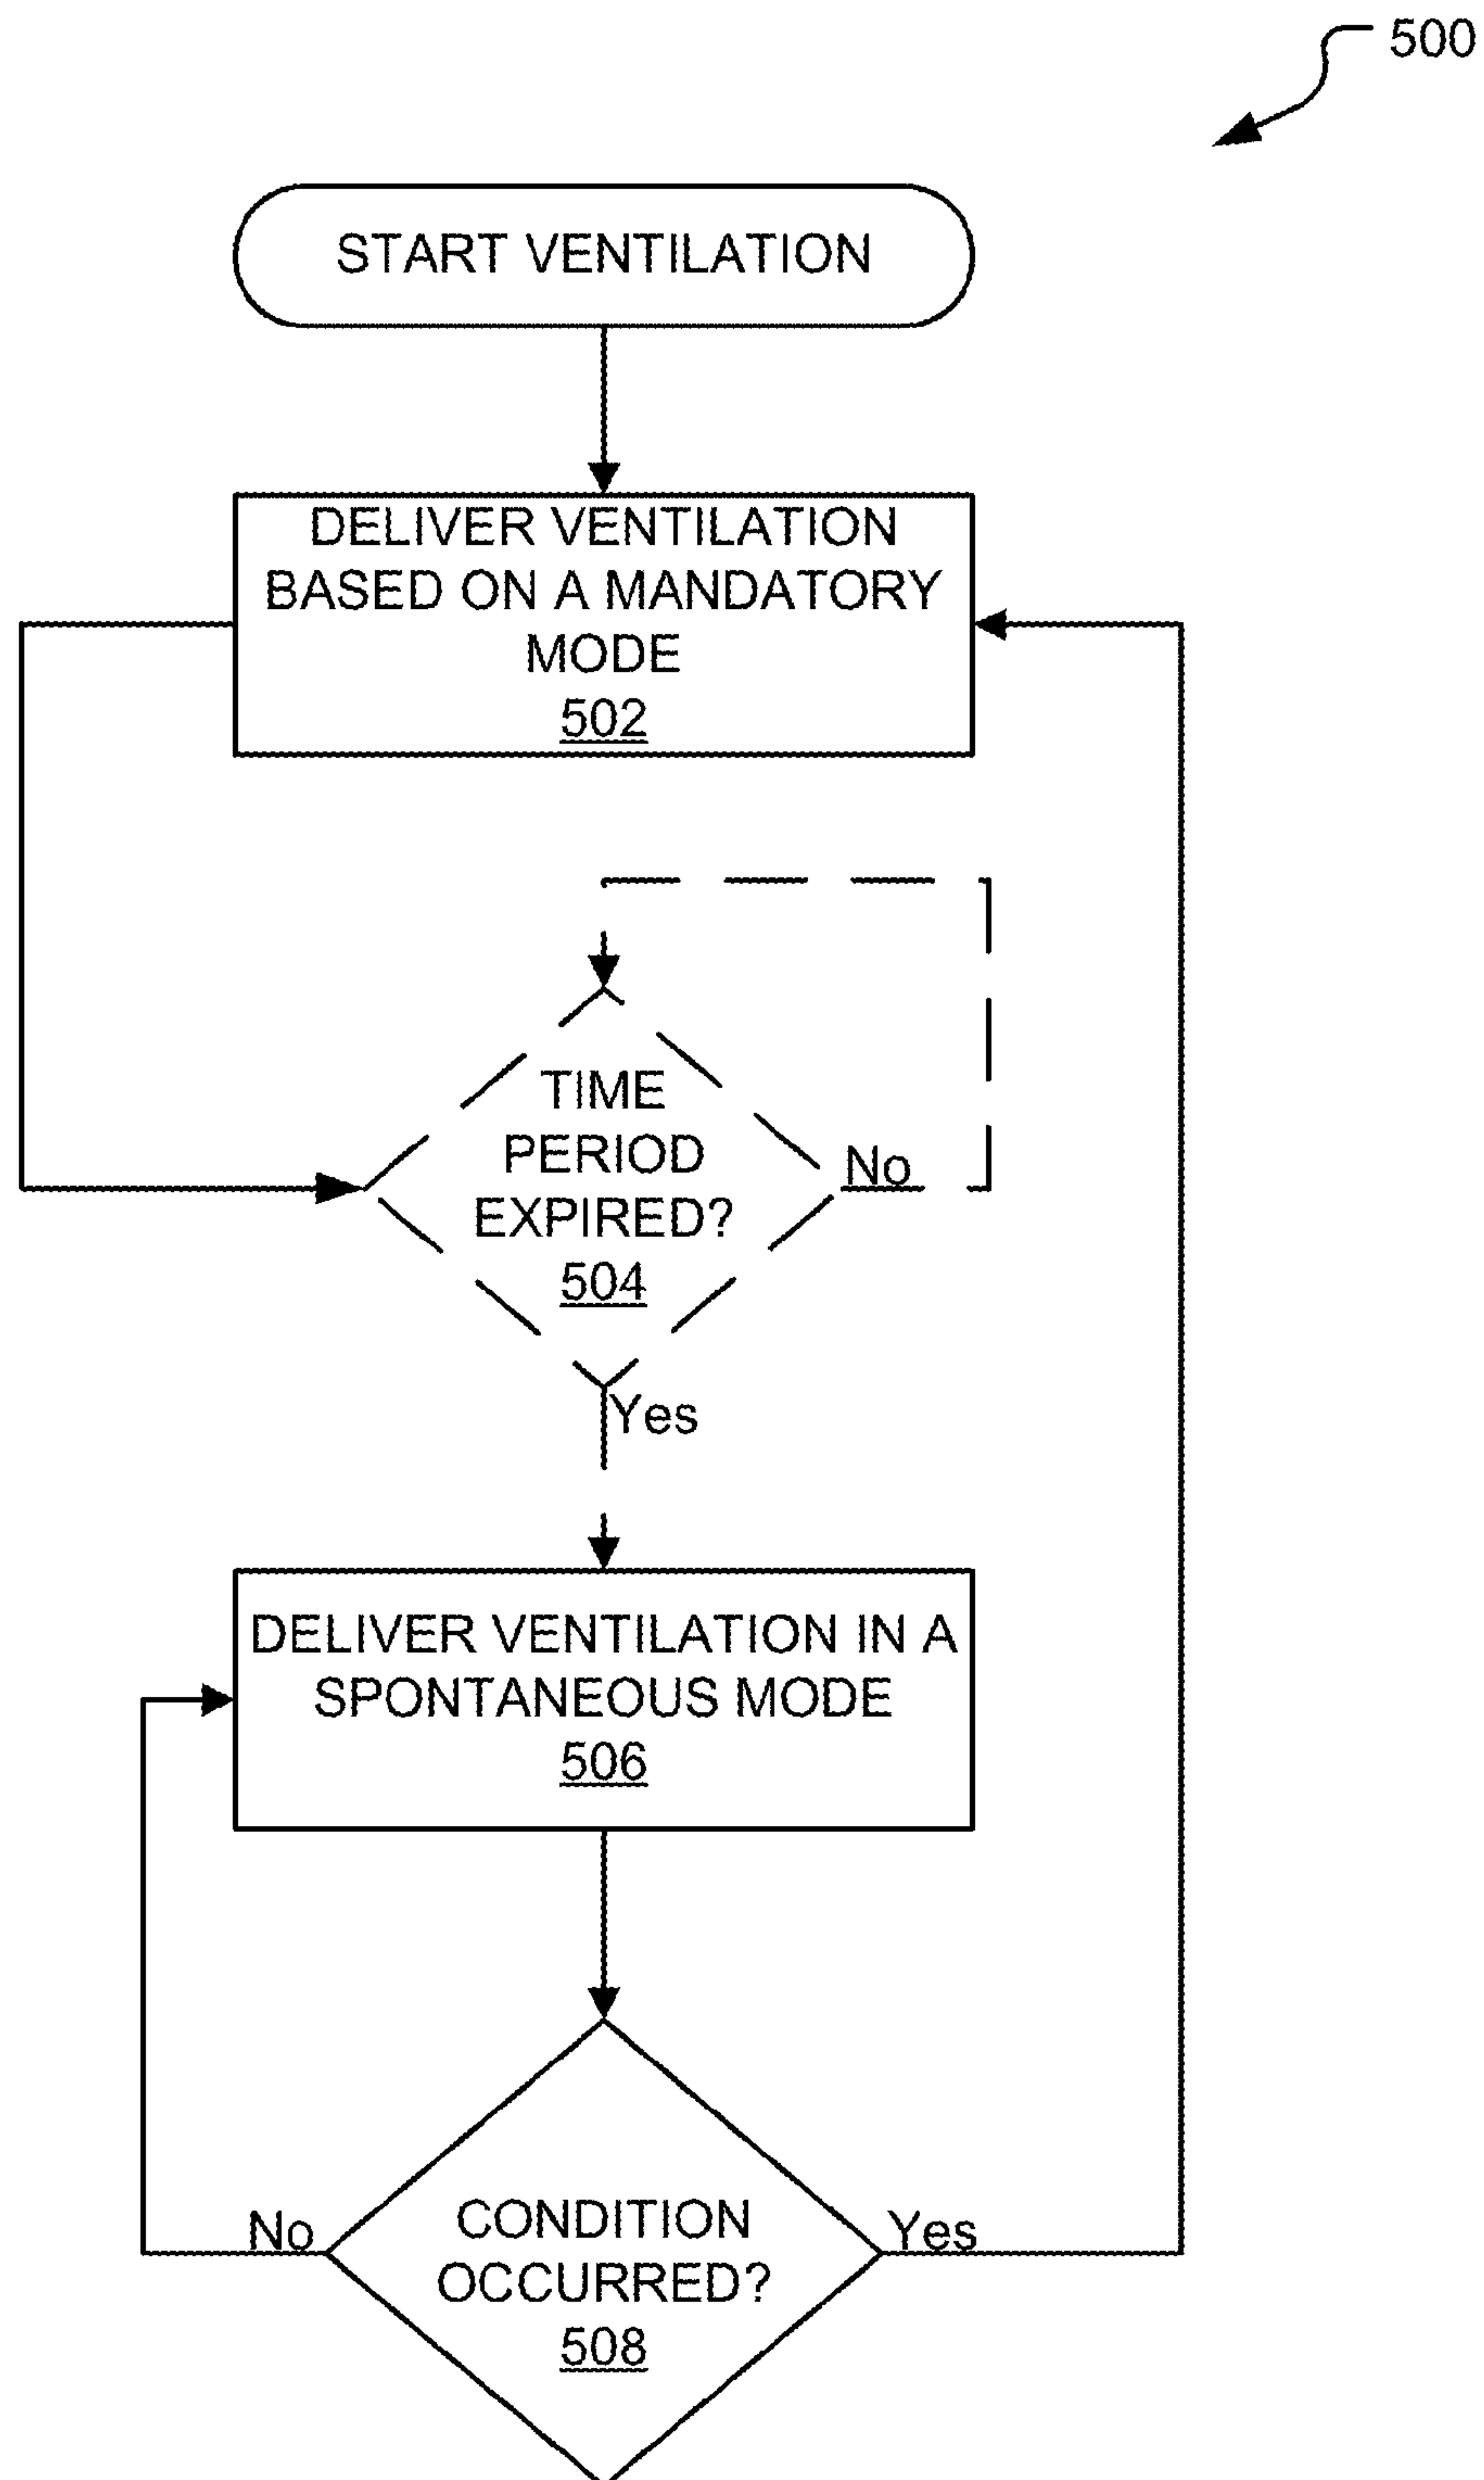 500
START VENTILATION
DELIVER VENTILATION
BASED ON A MANDATORY
MODE
502
TIME
PERIOD
EXPIRED?
504
No
Yes
DELIVER VENTILATION IN A
SPONTANEOUS MODE
506
No
CONDITION
OCCURRED?
508
Yes